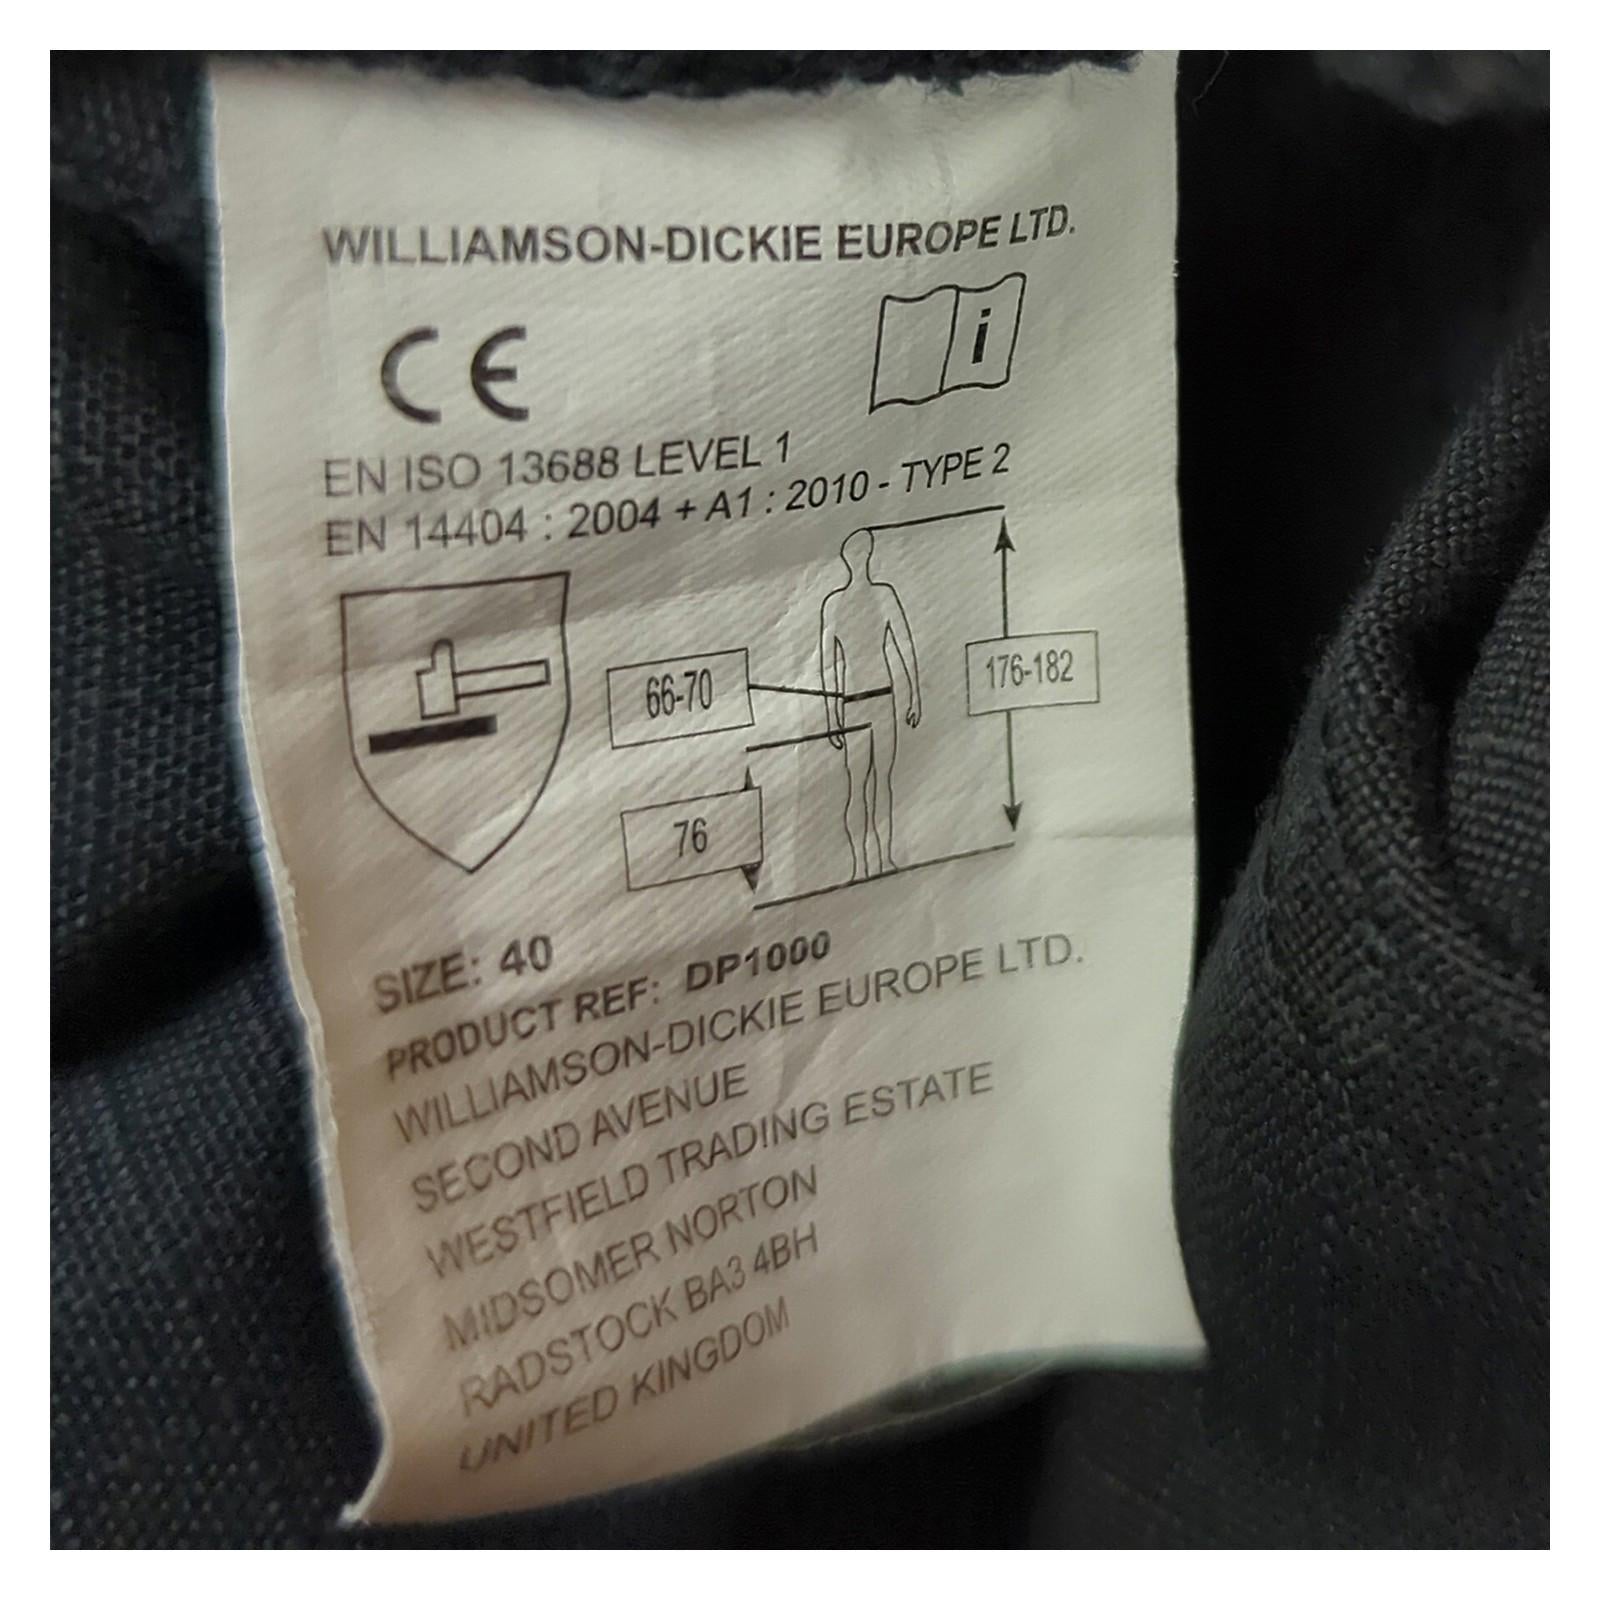 WILLIAMSON-DICKIE EUROPE LTD.
CE
i
EN ISO 13688 LEVEL 1
EN 14404 : 2004 + A1 : 2010 - TYPE 2
66-70
176-182
76
SIZE: 40
PRODUCT REF: DP1000
WILLIAMSON-DICKIE EUROPE LTD.
SECOND AVENUE
WESTFIELD TRADING ESTATE
MIDSOMER NORTON
RADSTOCK BA3 4BH
UNITED KINGDOM